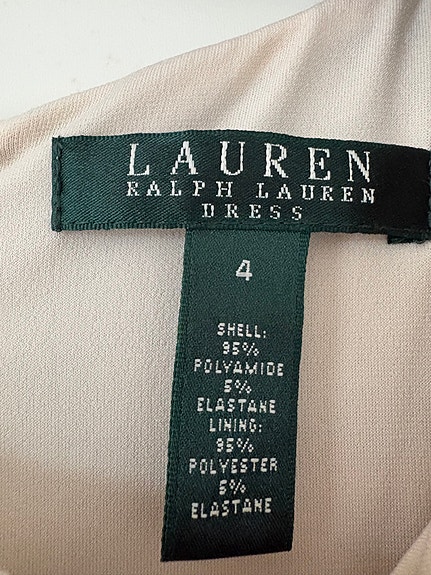 LAUREN
RALPH LAUREN
DRESS
4
SHELL:
95%
POLYAMIDE
5%
ELASTANE
LINING:
95%
POLYESTER
5%
ELASTANE